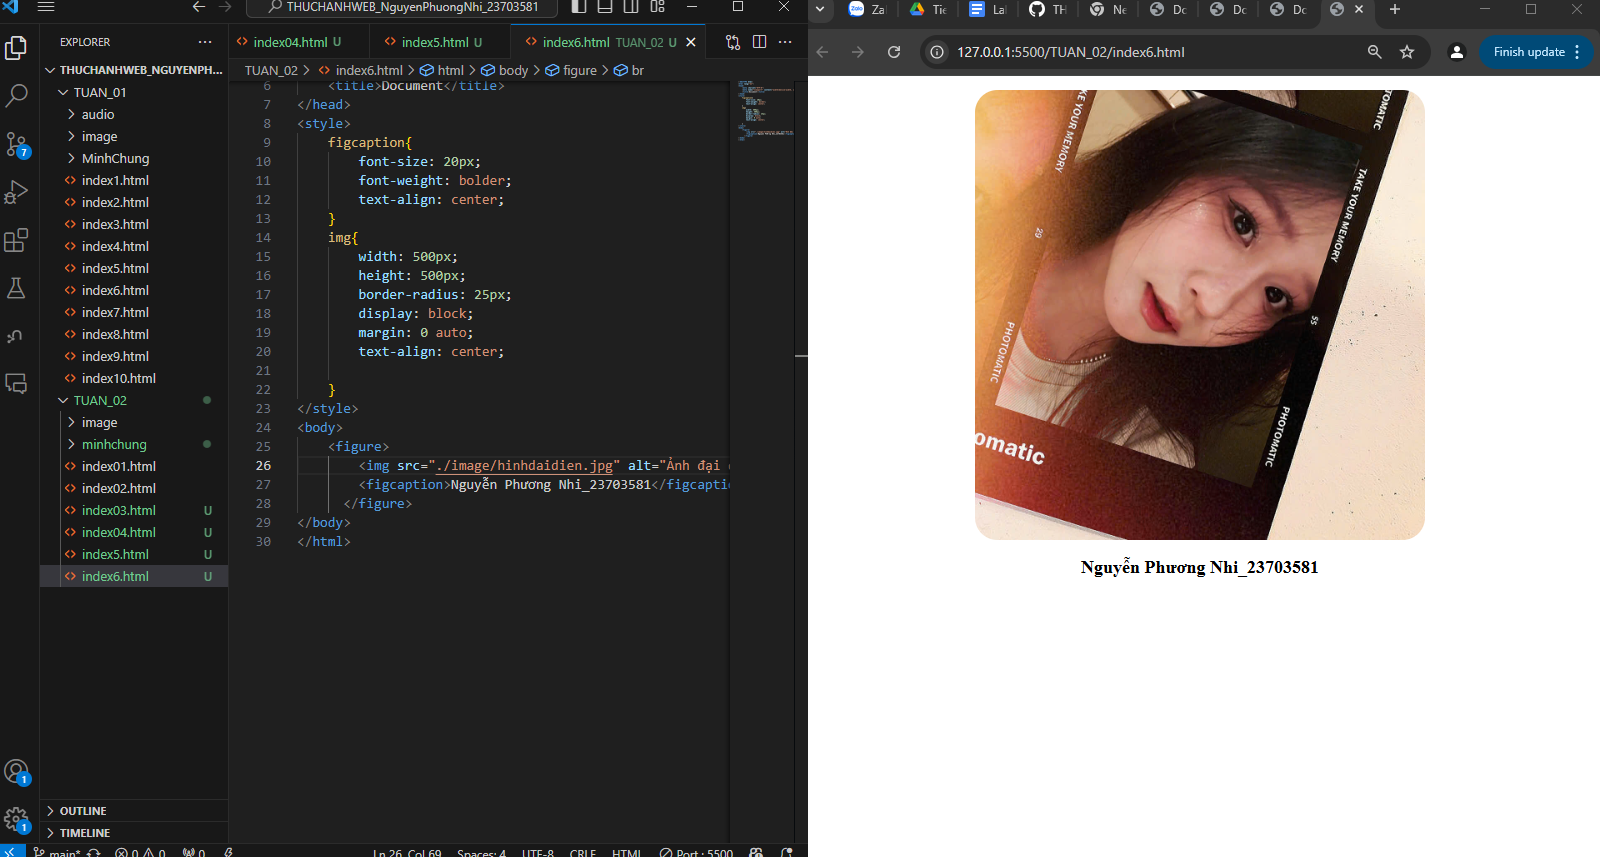 THUCHANHWEB_NguyenPhuongNhi_23703581
EXPLORER
THUCHANHWEB_NGUYENPH...
TUAN_01
audio
image
MinhChung
index1.html
index2.html
index3.html
index4.html
index5.html
index6.html
index7.html
index8.html
index9.html
index10.html
TUAN_02
image
minhchung
index01.html
index02.html
index03.html U
index04.html U
index5.html U
index6.html U
OUTLINE
TIMELINE
7
1
1
index04.html U
index5.html U
index6.html TUAN_02 U
TUAN_02 > index6.html > html > body > figure > br
6 <title>Document</title>
7 </head>
8 <style>
9 figcaption{
10 font-size: 20px;
11 font-weight: bolder;
12 text-align: center;
13 }
14 img{
15 width: 500px;
16 height: 500px;
17 border-radius: 25px;
18 display: block;
19 margin: 0 auto;
20 text-align: center;
21
22 }
23 </style>
24 <body>
25 <figure>
26 <img src="./image/hinhdaidien.jpg" alt="Ảnh đại
27 <figcaption>Nguyễn Phương Nhi_23703581</figcaptio
28 </figure>
29 </body>
30 </html>
main* 0 0 0 Ln 26, Col 69 Spaces: 4 UTF-8 CRLF HTML Port : 5500
Za
Tiê
La
TH
Ne
Dc
Dc
Dc
127.0.0.1:5500/TUAN_02/index6.html
Finish update
TAKE YOUR MEMORY
OMATIC
TAKE YOUR MEMORY
29
PHOTOMATIC
PHOTOMATIC
omatic
Nguyễn Phương Nhi_23703581